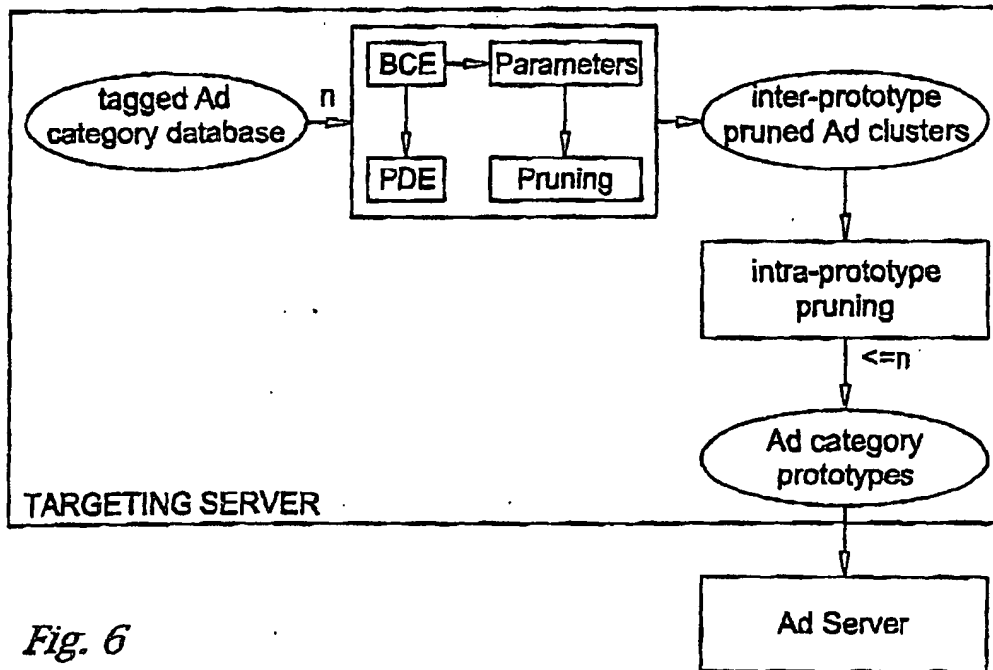 tagged Ad
category database
n
BCE
Parameters
PDE
Pruning
inter-prototype
pruned Ad clusters
intra-prototype
pruning
<=n
Ad category
prototypes
TARGETING SERVER
Ad Server
Fig. 6